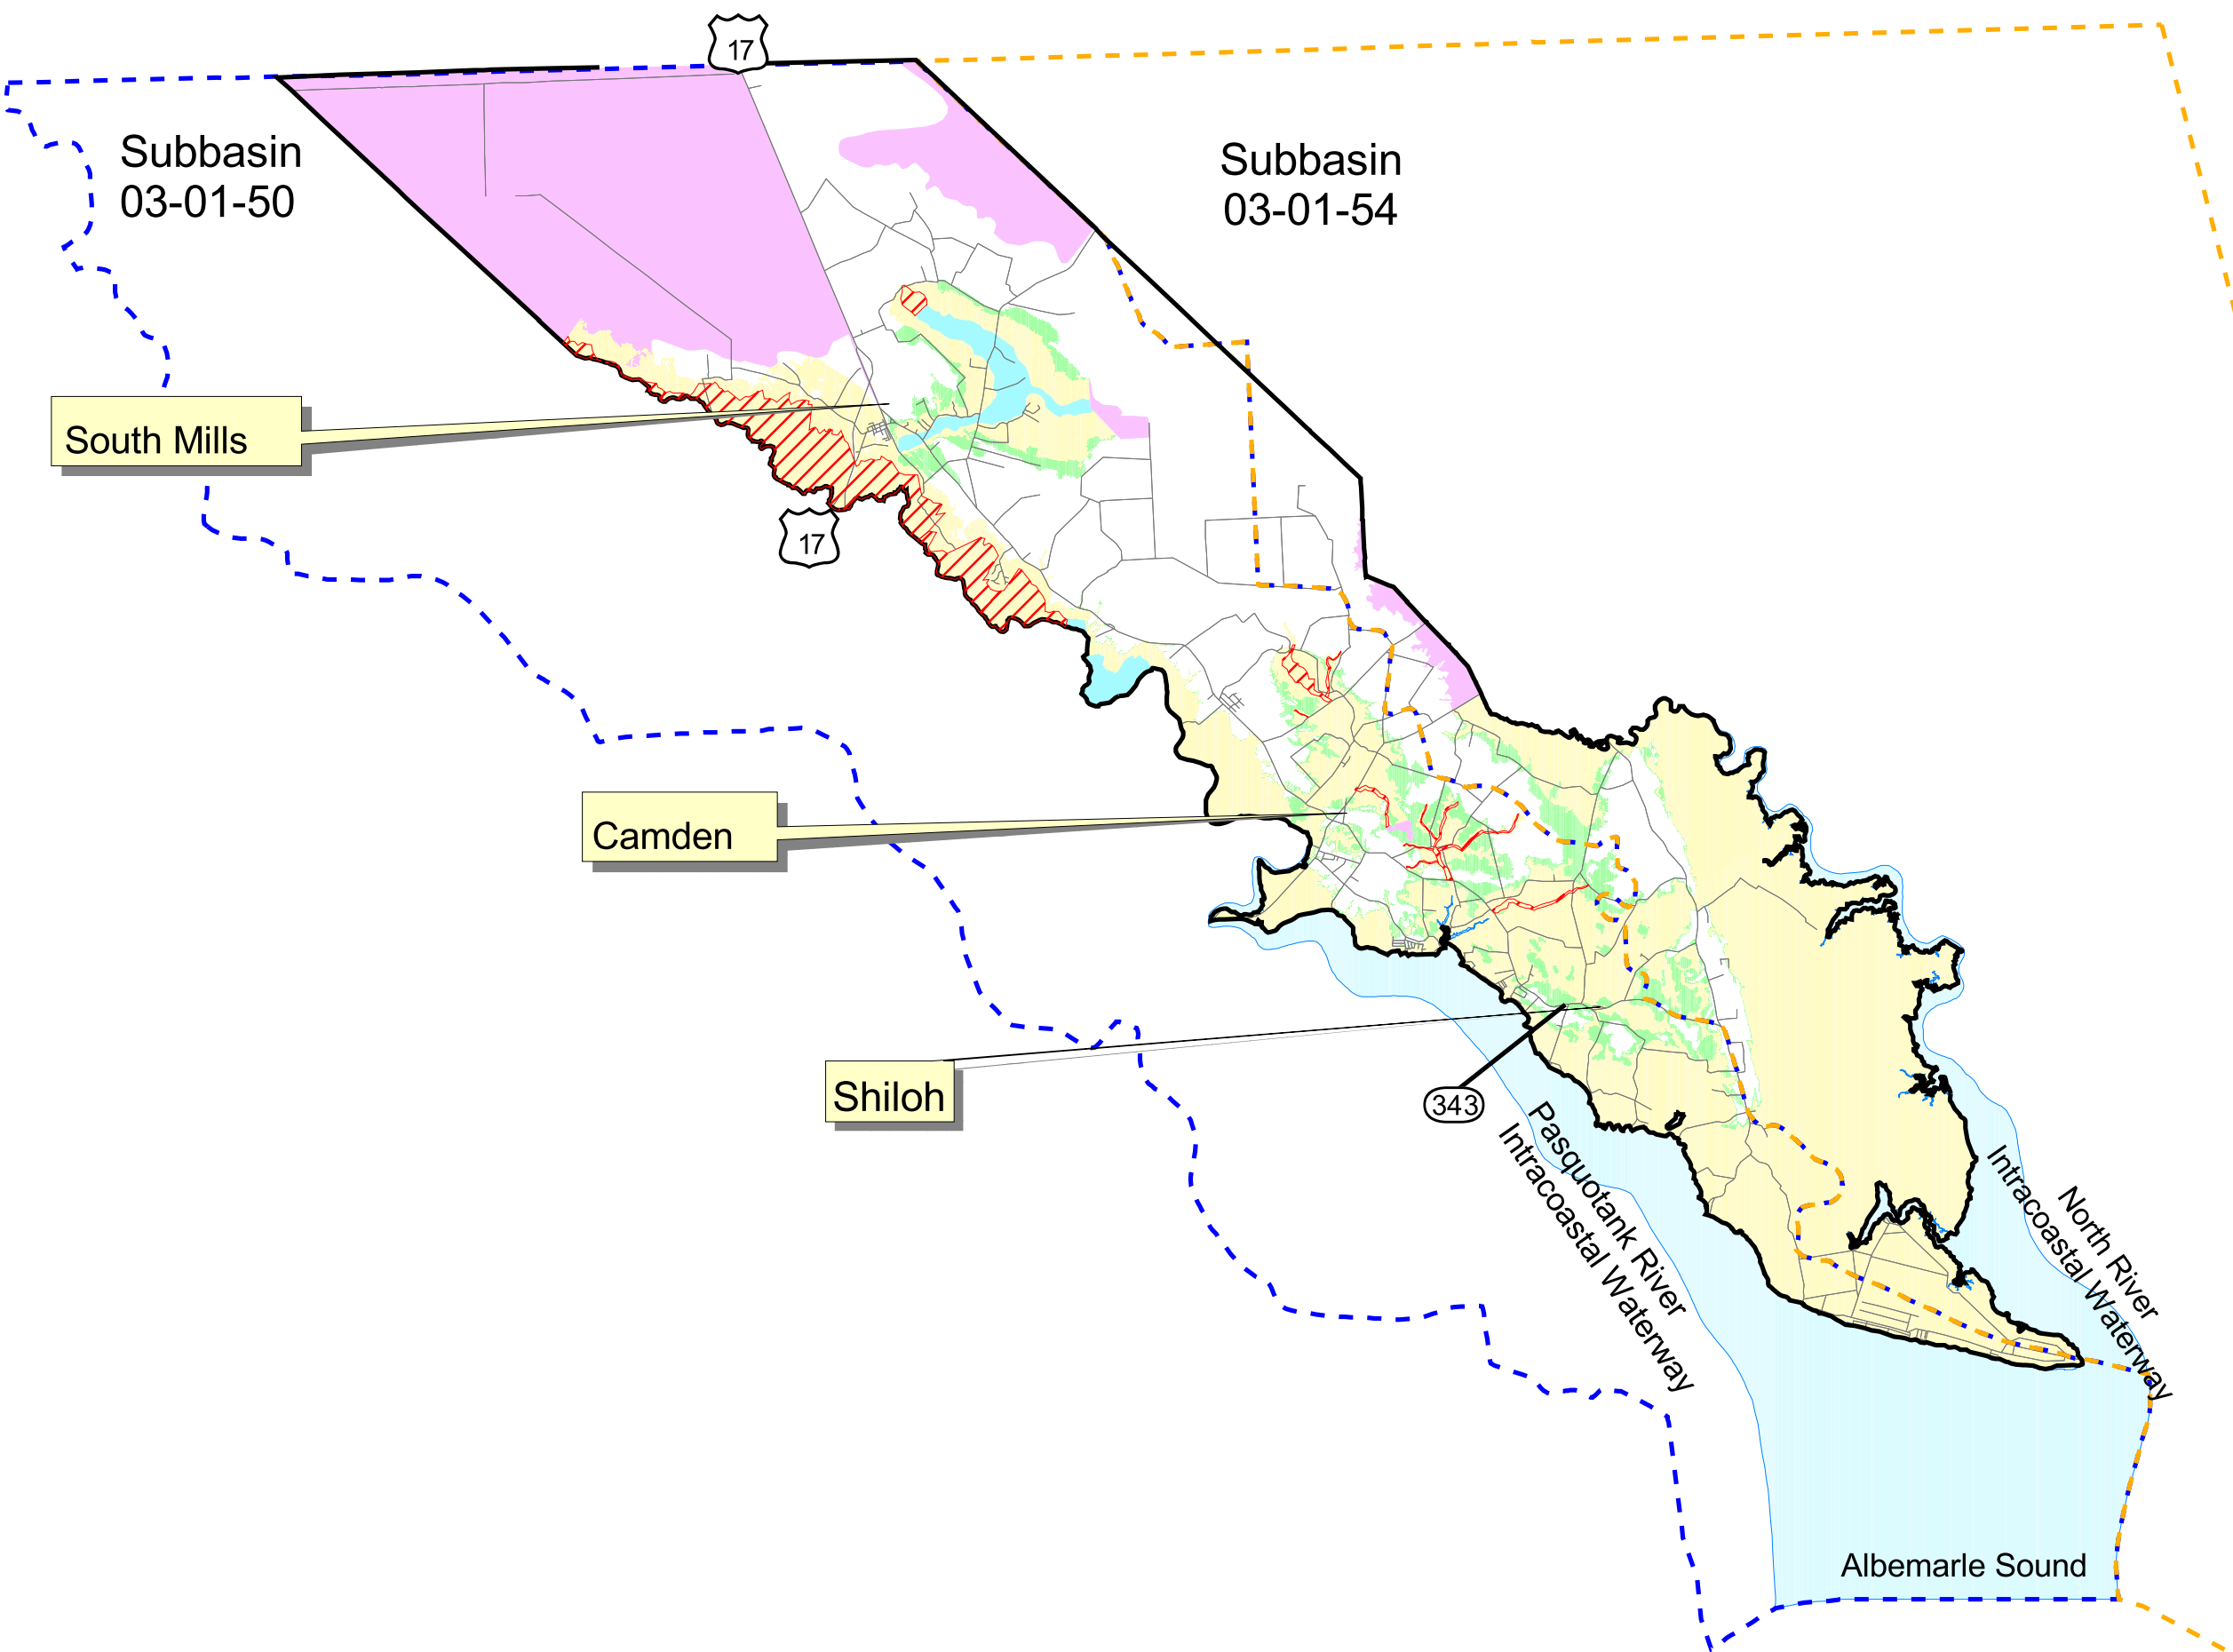 17
Subbasin
03-01-50
Subbasin
03-01-54
South Mills
17
Camden
Shiloh
343
Pasquotank River
Intracoastal Waterway
North River
Intracoastal Waterway
Albemarle Sound